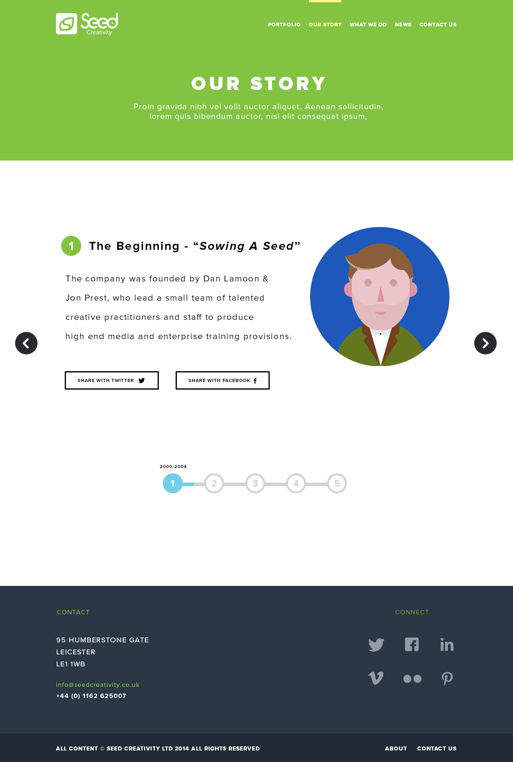 Seed
Creativity
PORTFOLIO OUR STORY WHAT WE DO NEWS CONTACT US
OUR STORY
Proin gravida nibh vel velit auctor aliquet. Aenean sollicitudin,
lorem quis bibendum auctor, nisi elit consequat ipsum,
1 The Beginning - “Sowing A Seed”
The company was founded by Dan Lamoon &
Jon Prest, who lead a small team of talented
creative practitioners and staff to produce
high end media and enterprise training provisions.
SHARE WITH TWITTER SHARE WITH FACEBOOK
2000-2004
1 2 3 4 5
CONTACT CONNECT
95 HUMBERSTONE GATE
LEICESTER
LE1 1WB
info@seedcreativity.co.uk
+44 (0) 1162 625007
ALL CONTENT © SEED CREATIVITY LTD 2014 ALL RIGHTS RESERVED ABOUT CONTACT US